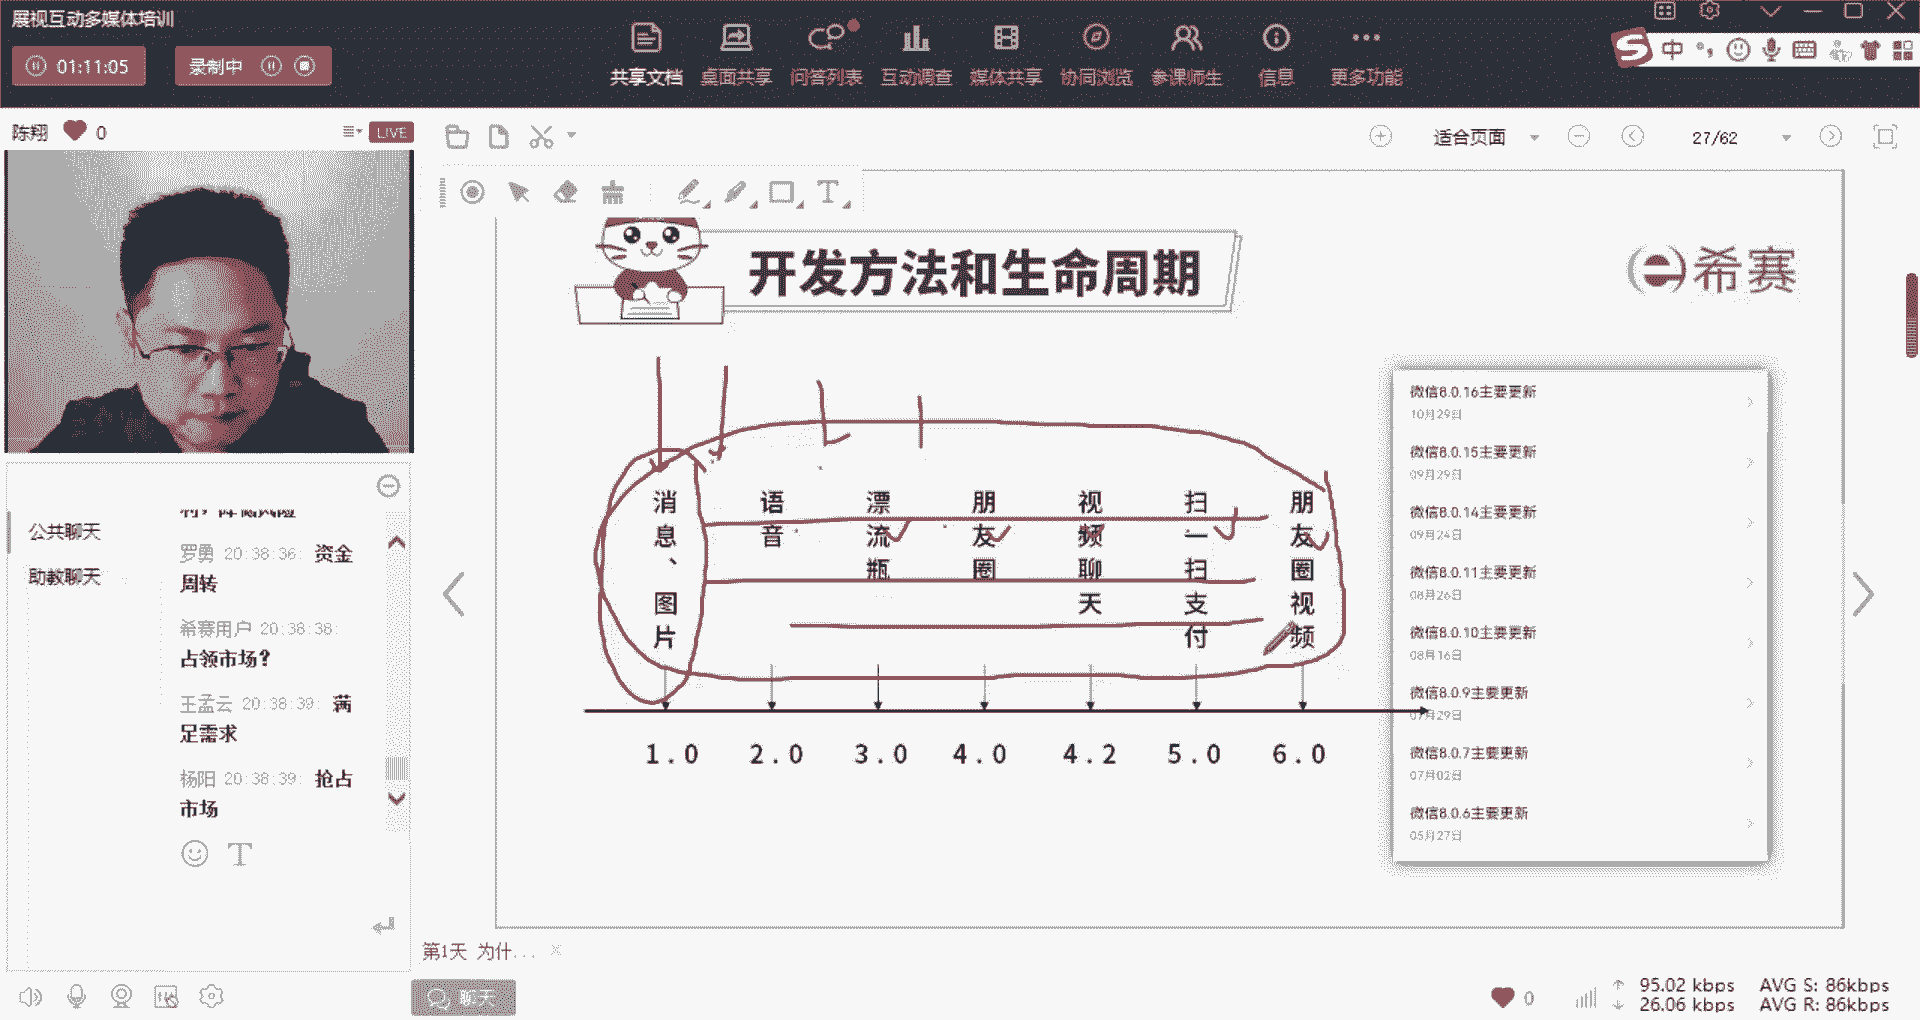 展视互动多媒体培训
01:11:05
录制中
共享文档
桌面共享
问答列表
互动调查
媒体共享
协同浏览
参课师生
信息
更多功能
中
陈翔 0
LIVE
适合页面
27/62
开发方法和生命周期
希赛
消息、图片
语音
漂流瓶
朋友圈
视频聊天
扫一扫支付
朋友圈视频
1.0
2.0
3.0
4.0
4.2
5.0
6.0
微信8.0.16主要更新
10月29日
微信8.0.15主要更新
09月29日
微信8.0.14主要更新
09月24日
微信8.0.11主要更新
08月26日
微信8.0.10主要更新
08月16日
微信8.0.9主要更新
07月29日
微信8.0.7主要更新
07月02日
微信8.0.6主要更新
05月27日
公共聊天
助教聊天
罗勇 20:38:36: 资金
周转
希赛用户 20:38:38:
占领市场？
王孟云 20:38:39: 满
足需求
杨阳 20:38:39: 抢占
市场
第1天 为什...
聊天
0
95.02 kbps
AVG S: 86kbps
26.06 kbps
AVG R: 86kbps